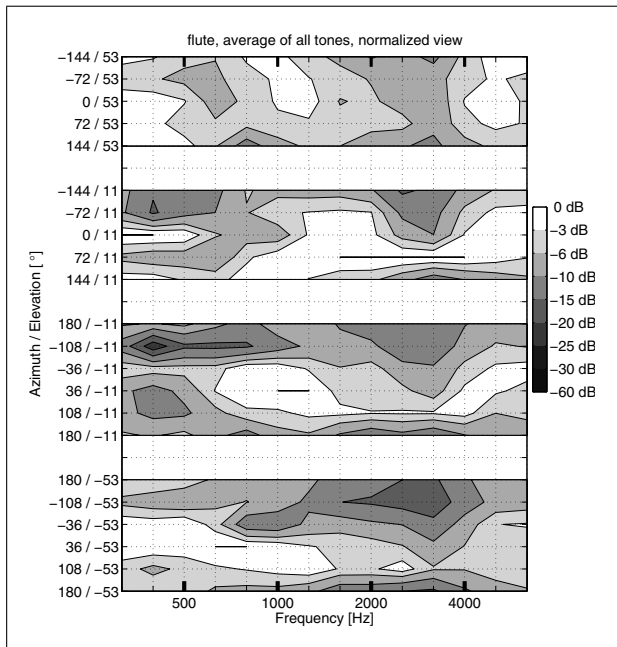 flute, average of all tones, normalized view
Azimuth / Elevation [ °]
−144 / 53
−72 / 53
0 / 53
72 / 53
144 / 53
−144 / 11
−72 / 11
0 / 11
72 / 11
144 / 11
180 / −11
−108 / −11
−36 / −11
36 / −11
108 / −11
180 / −11
180 / −53
−108 / −53
−36 / −53
36 / −53
108 / −53
180 / −53
500 1000 2000 4000
Frequency [Hz]
0 dB
−3 dB
−6 dB
−10 dB
−15 dB
−20 dB
−25 dB
−30 dB
−60 dB